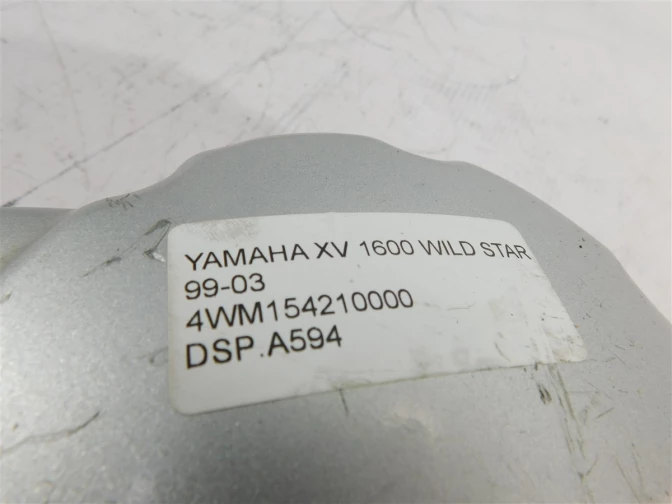 YAMAHA XV 1600 WILD STAR
99-03
4WM154210000
DSP.A594